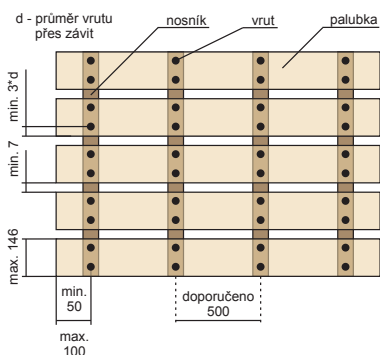 d - průměr vrutu
přes závit
nosník
vrut
palubka
min. 3*d
min. 7
max. 146
min.
50
max.
100
doporučeno
500